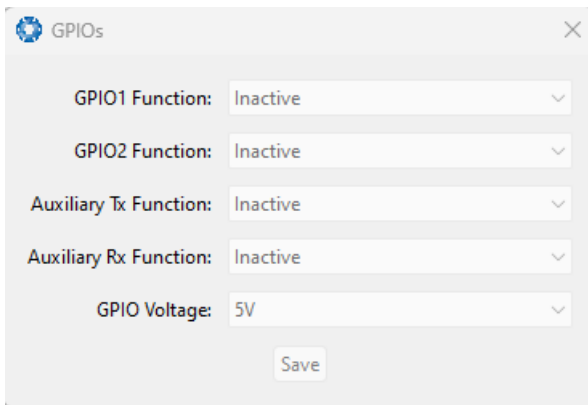 GPIOs
GPIO1 Function: Inactive
GPIO2 Function: Inactive
Auxiliary Tx Function: Inactive
Auxiliary Rx Function: Inactive
GPIO Voltage: 5V
Save